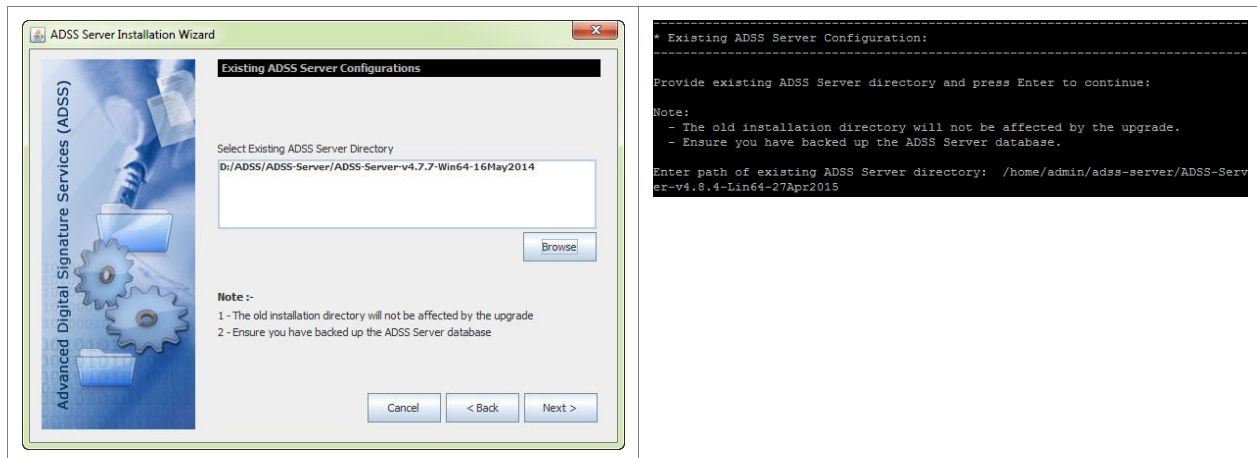 ADSS Server Installation Wizard
Advanced Digital Signature Services (ADSS)
Existing ADSS Server Configurations
Select Existing ADSS Server Directory
D:/ADSS/ADSS-Server/ADSS-Server-v4.7.7-Win64-16May2014
Browse
Note :-
1 - The old installation directory will not be affected by the upgrade
2 - Ensure you have backed up the ADSS Server database
Cancel
< Back
Next >
--------------------------------------------------------------------------------
* Existing ADSS Server Configuration:
--------------------------------------------------------------------------------
Provide existing ADSS Server directory and press Enter to continue:
Note:
- The old installation directory will not be affected by the upgrade.
- Ensure you have backed up the ADSS Server database.
Enter path of existing ADSS Server directory:  /home/admin/adss-server/ADSS-Serv
er-v4.8.4-Lin64-27Apr2015